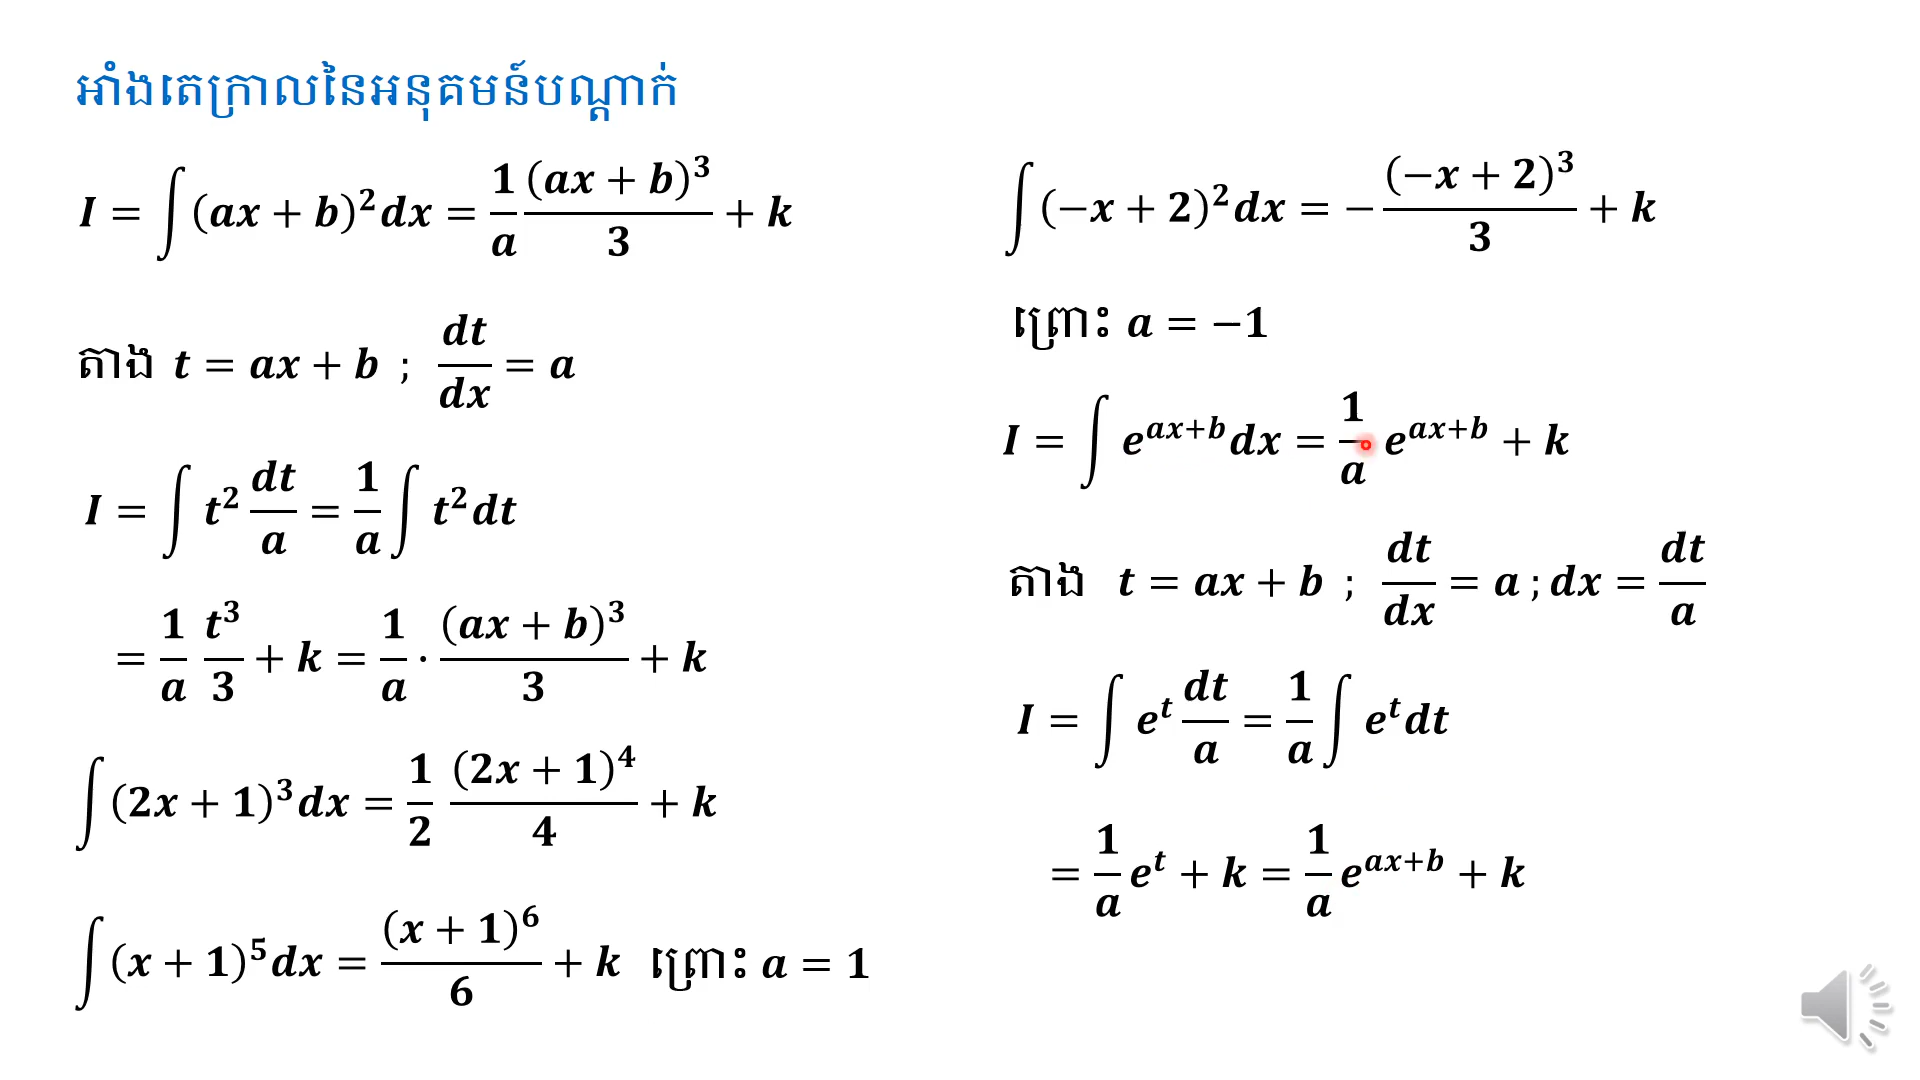 អាំងតេក្រាលនៃអនុគមន៍បណ្តាក់
I = ∫(ax + b)²dx = 1/a (ax + b)³/3 + k
តាង t = ax + b ; dt/dx = a
I = ∫ t² dt/a = 1/a ∫ t²dt
= 1/a t³/3 + k = 1/a · (ax + b)³/3 + k
∫(2x + 1)³dx = 1/2 (2x + 1)⁴/4 + k
∫(x + 1)⁵dx = (x + 1)⁶/6 + k ព្រោះ a = 1
∫(−x + 2)²dx = −(−x + 2)³/3 + k
ព្រោះ a = −1
I = ∫ e^(ax+b) dx = 1/a e^(ax+b) + k
តាង t = ax + b ; dt/dx = a ; dx = dt/a
I = ∫ e^t dt/a = 1/a ∫ e^t dt
= 1/a e^t + k = 1/a e^(ax+b) + k